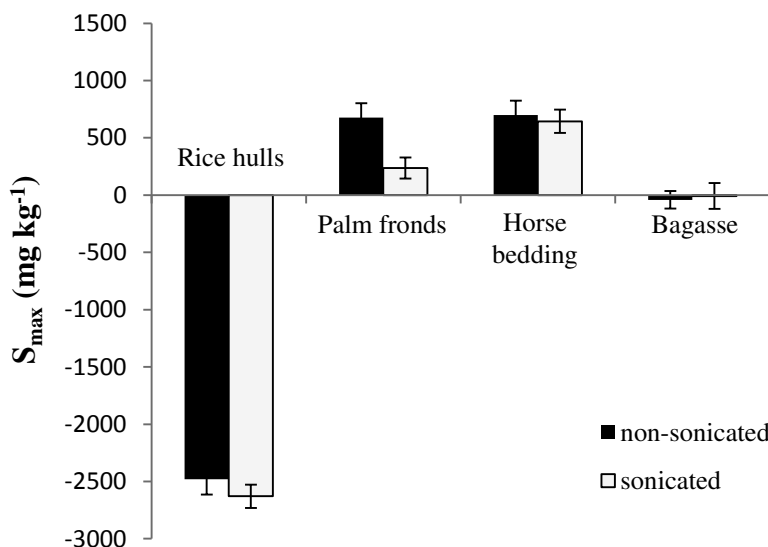 1500
1000
500
0
-500
-1000
-1500
-2000
-2500
-3000
S_max (mg kg⁻¹)
Rice hulls
Palm fronds
Horse
bedding
Bagasse
non-sonicated
sonicated